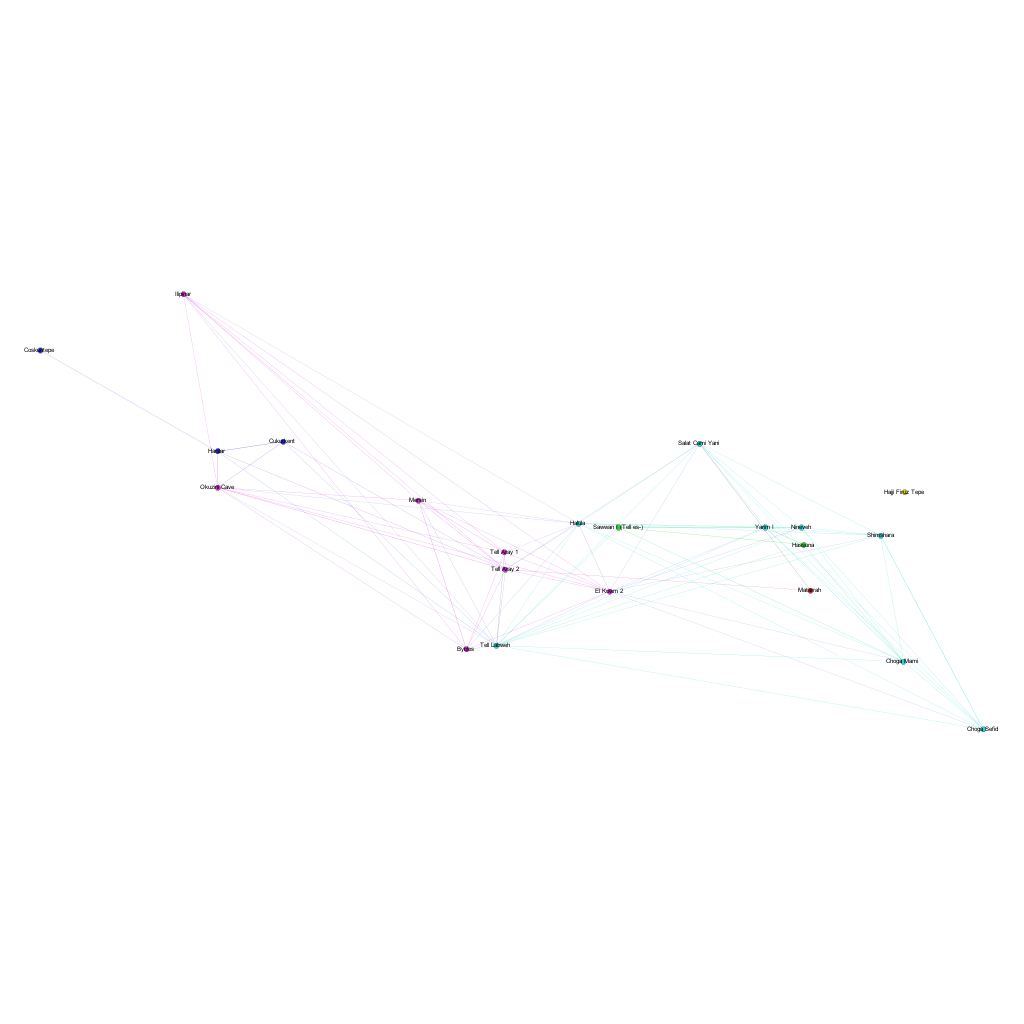 Ilipinar
Coskuntepe
Cukurkent
Hacilar
Salat Cami Yani
Okuzini Cave
Haji Firuz Tepe
Mersin
Halula
Sawwan (Tell es-)
Yarim I
Nineveh
Shimshara
Hassuna
Tell Aray 1
Tell Aray 2
El Kowm 2
Matarrah
Byblos
Tell Labweh
Choga Mami
Choga Sefid